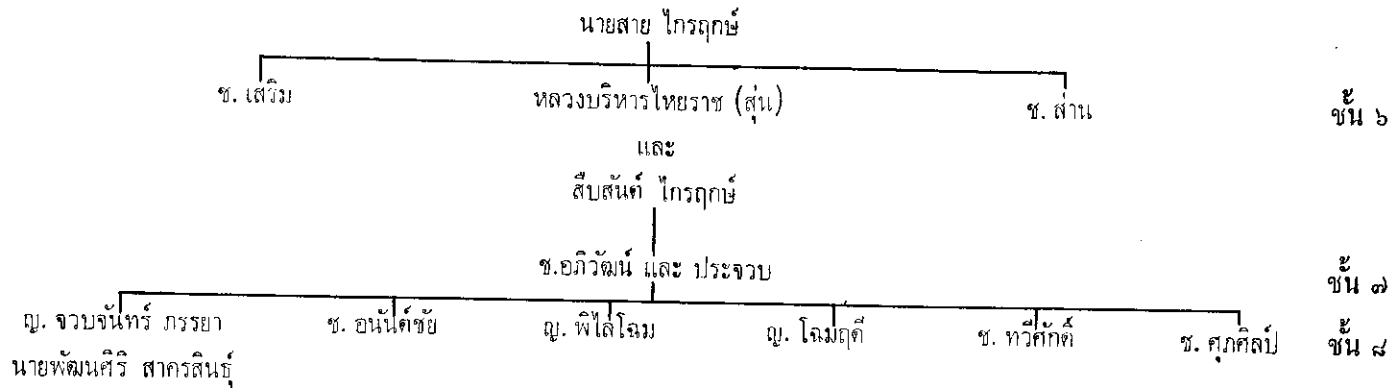 นายสาย ไกรฤกษ์
ช. เสริม หลวงบริหารไหยราช (สุ่น) ช. ส่าน ชั้น ๖
และ
สืบสันต์ ไกรฤกษ์
ช.อภิวัฒน์ และ ประจวบ ชั้น ๗
ญ. จวบจันทร์ ภรรยา ช. อนันต์ชัย ญ. พิไลโฉม ญ. โฉมฤดี ช. ทวีศักดิ์ ช. ศุภศิลป์ ชั้น ๘
นายพัฒนศิริ สาครสินธุ์